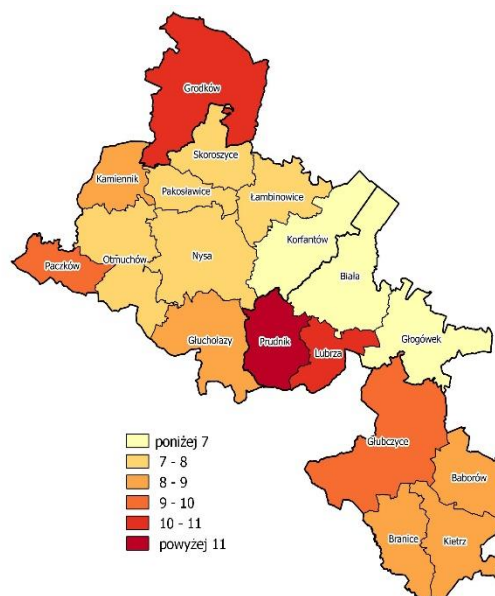 Grodków
Skoroszyce
Kamiennik
Pakosławice
Łambinowice
Korfantów
Otmuchów
Nysa
Paczków
Biała
Głuchołazy
Prudnik
Lubrza
Głogówek
Głubczyce
Baborów
Branice
Kietrz
poniżej 7
7 - 8
8 - 9
9 - 10
10 - 11
powyżej 11